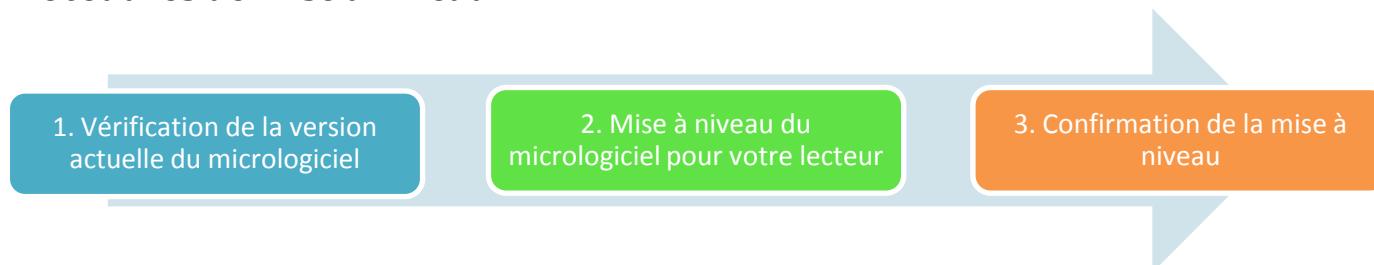 1. Vérification de la version
actuelle du micrologiciel
2. Mise à niveau du
micrologiciel pour votre lecteur
3. Confirmation de la mise à
niveau